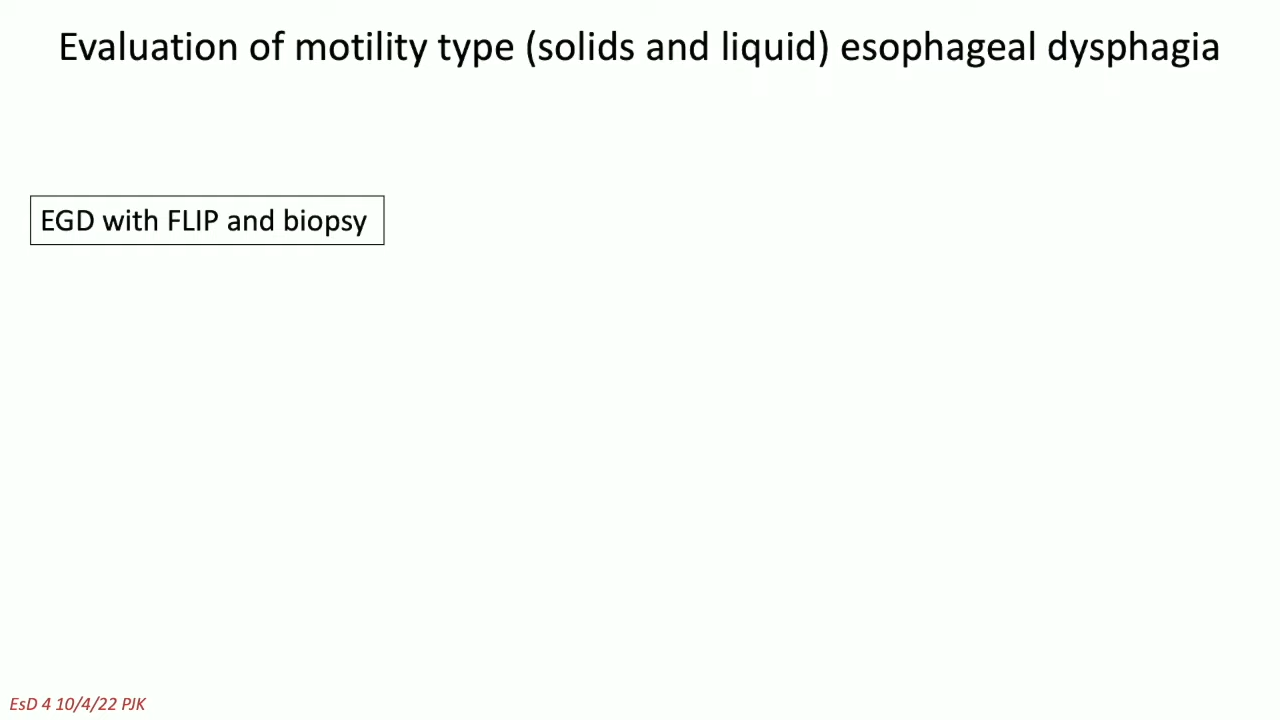 Evaluation of motility type (solids and liquid) esophageal dysphagia
EGD with FLIP and biopsy
EsD 4 10/4/22 PJK